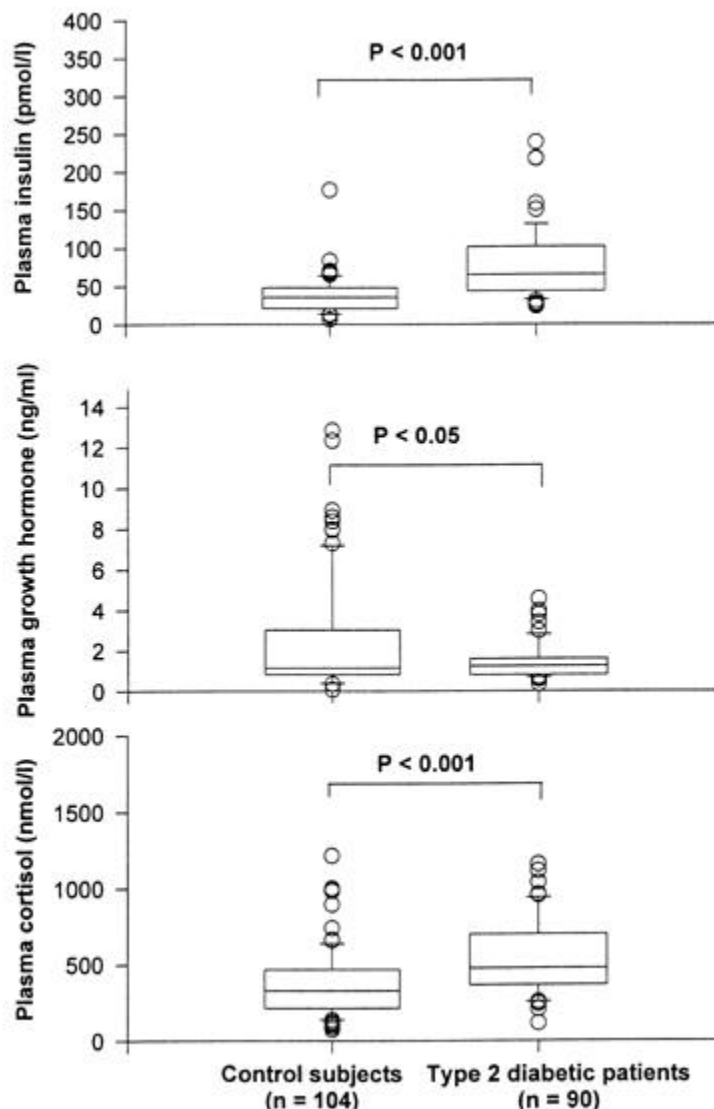 Plasma insulin (pmol/l)
400
350
300
250
200
150
100
50
0
P < 0.001
Plasma growth hormone (ng/ml)
14
12
10
8
6
4
2
0
P < 0.05
Plasma cortisol (nmol/l)
2000
1500
1000
500
0
P < 0.001
Control subjects
(n = 104)
Type 2 diabetic patients
(n = 90)